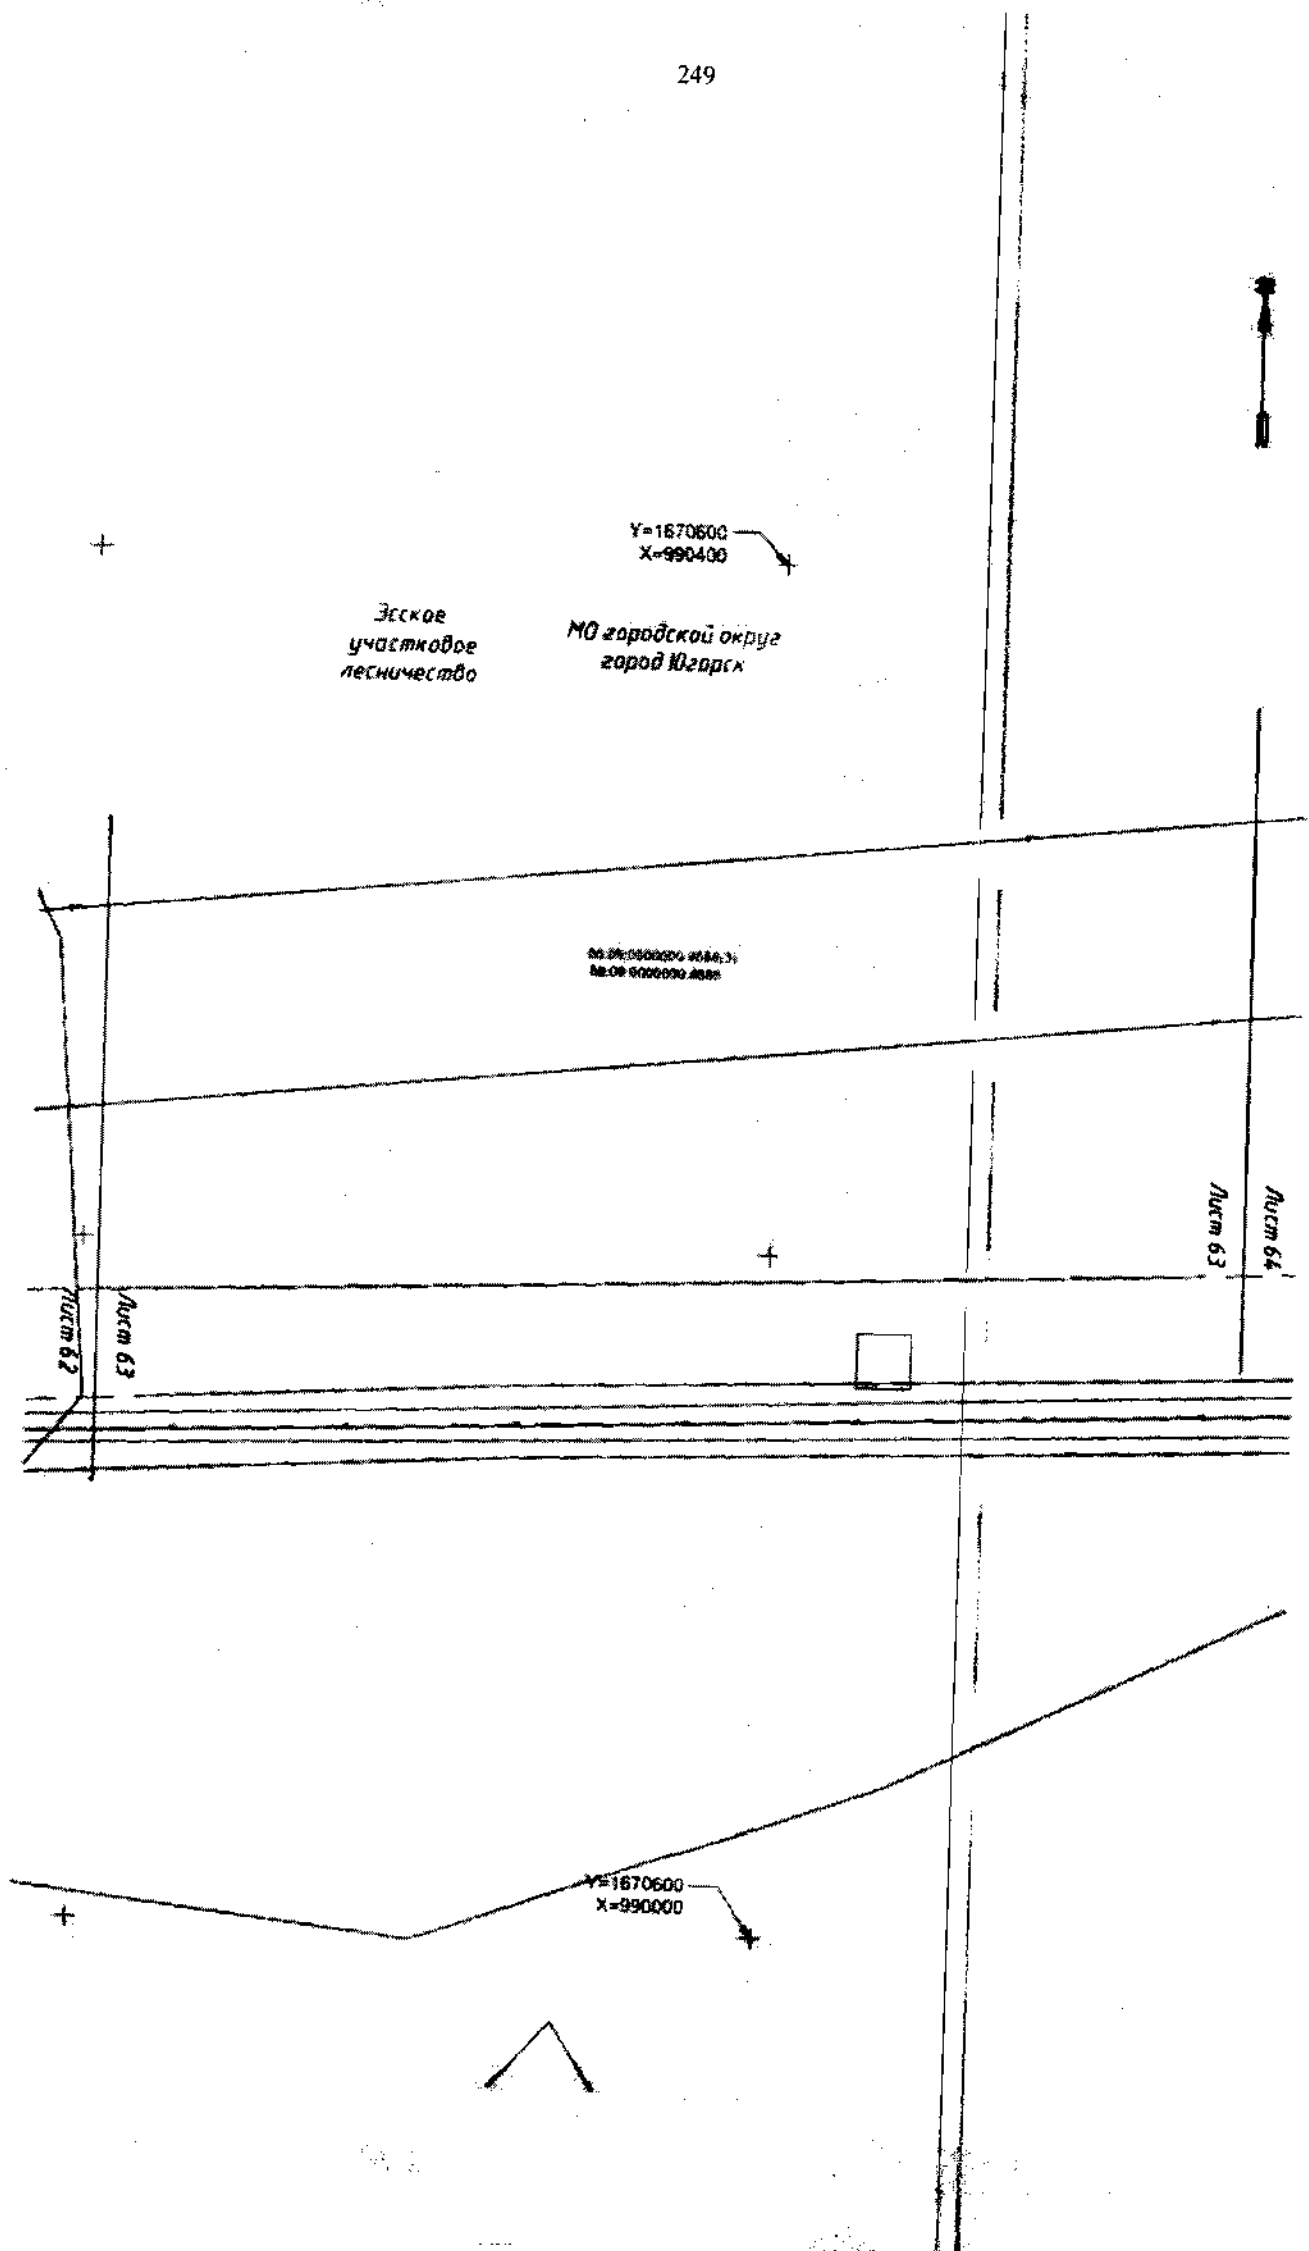 249
Y=1670600
X=990400
Эсское
участковое
лесничество
МО городской округ
город Югорск
Лист 63
Лист 64
Лист 62
Лист 63
Y=1670600
X=990000